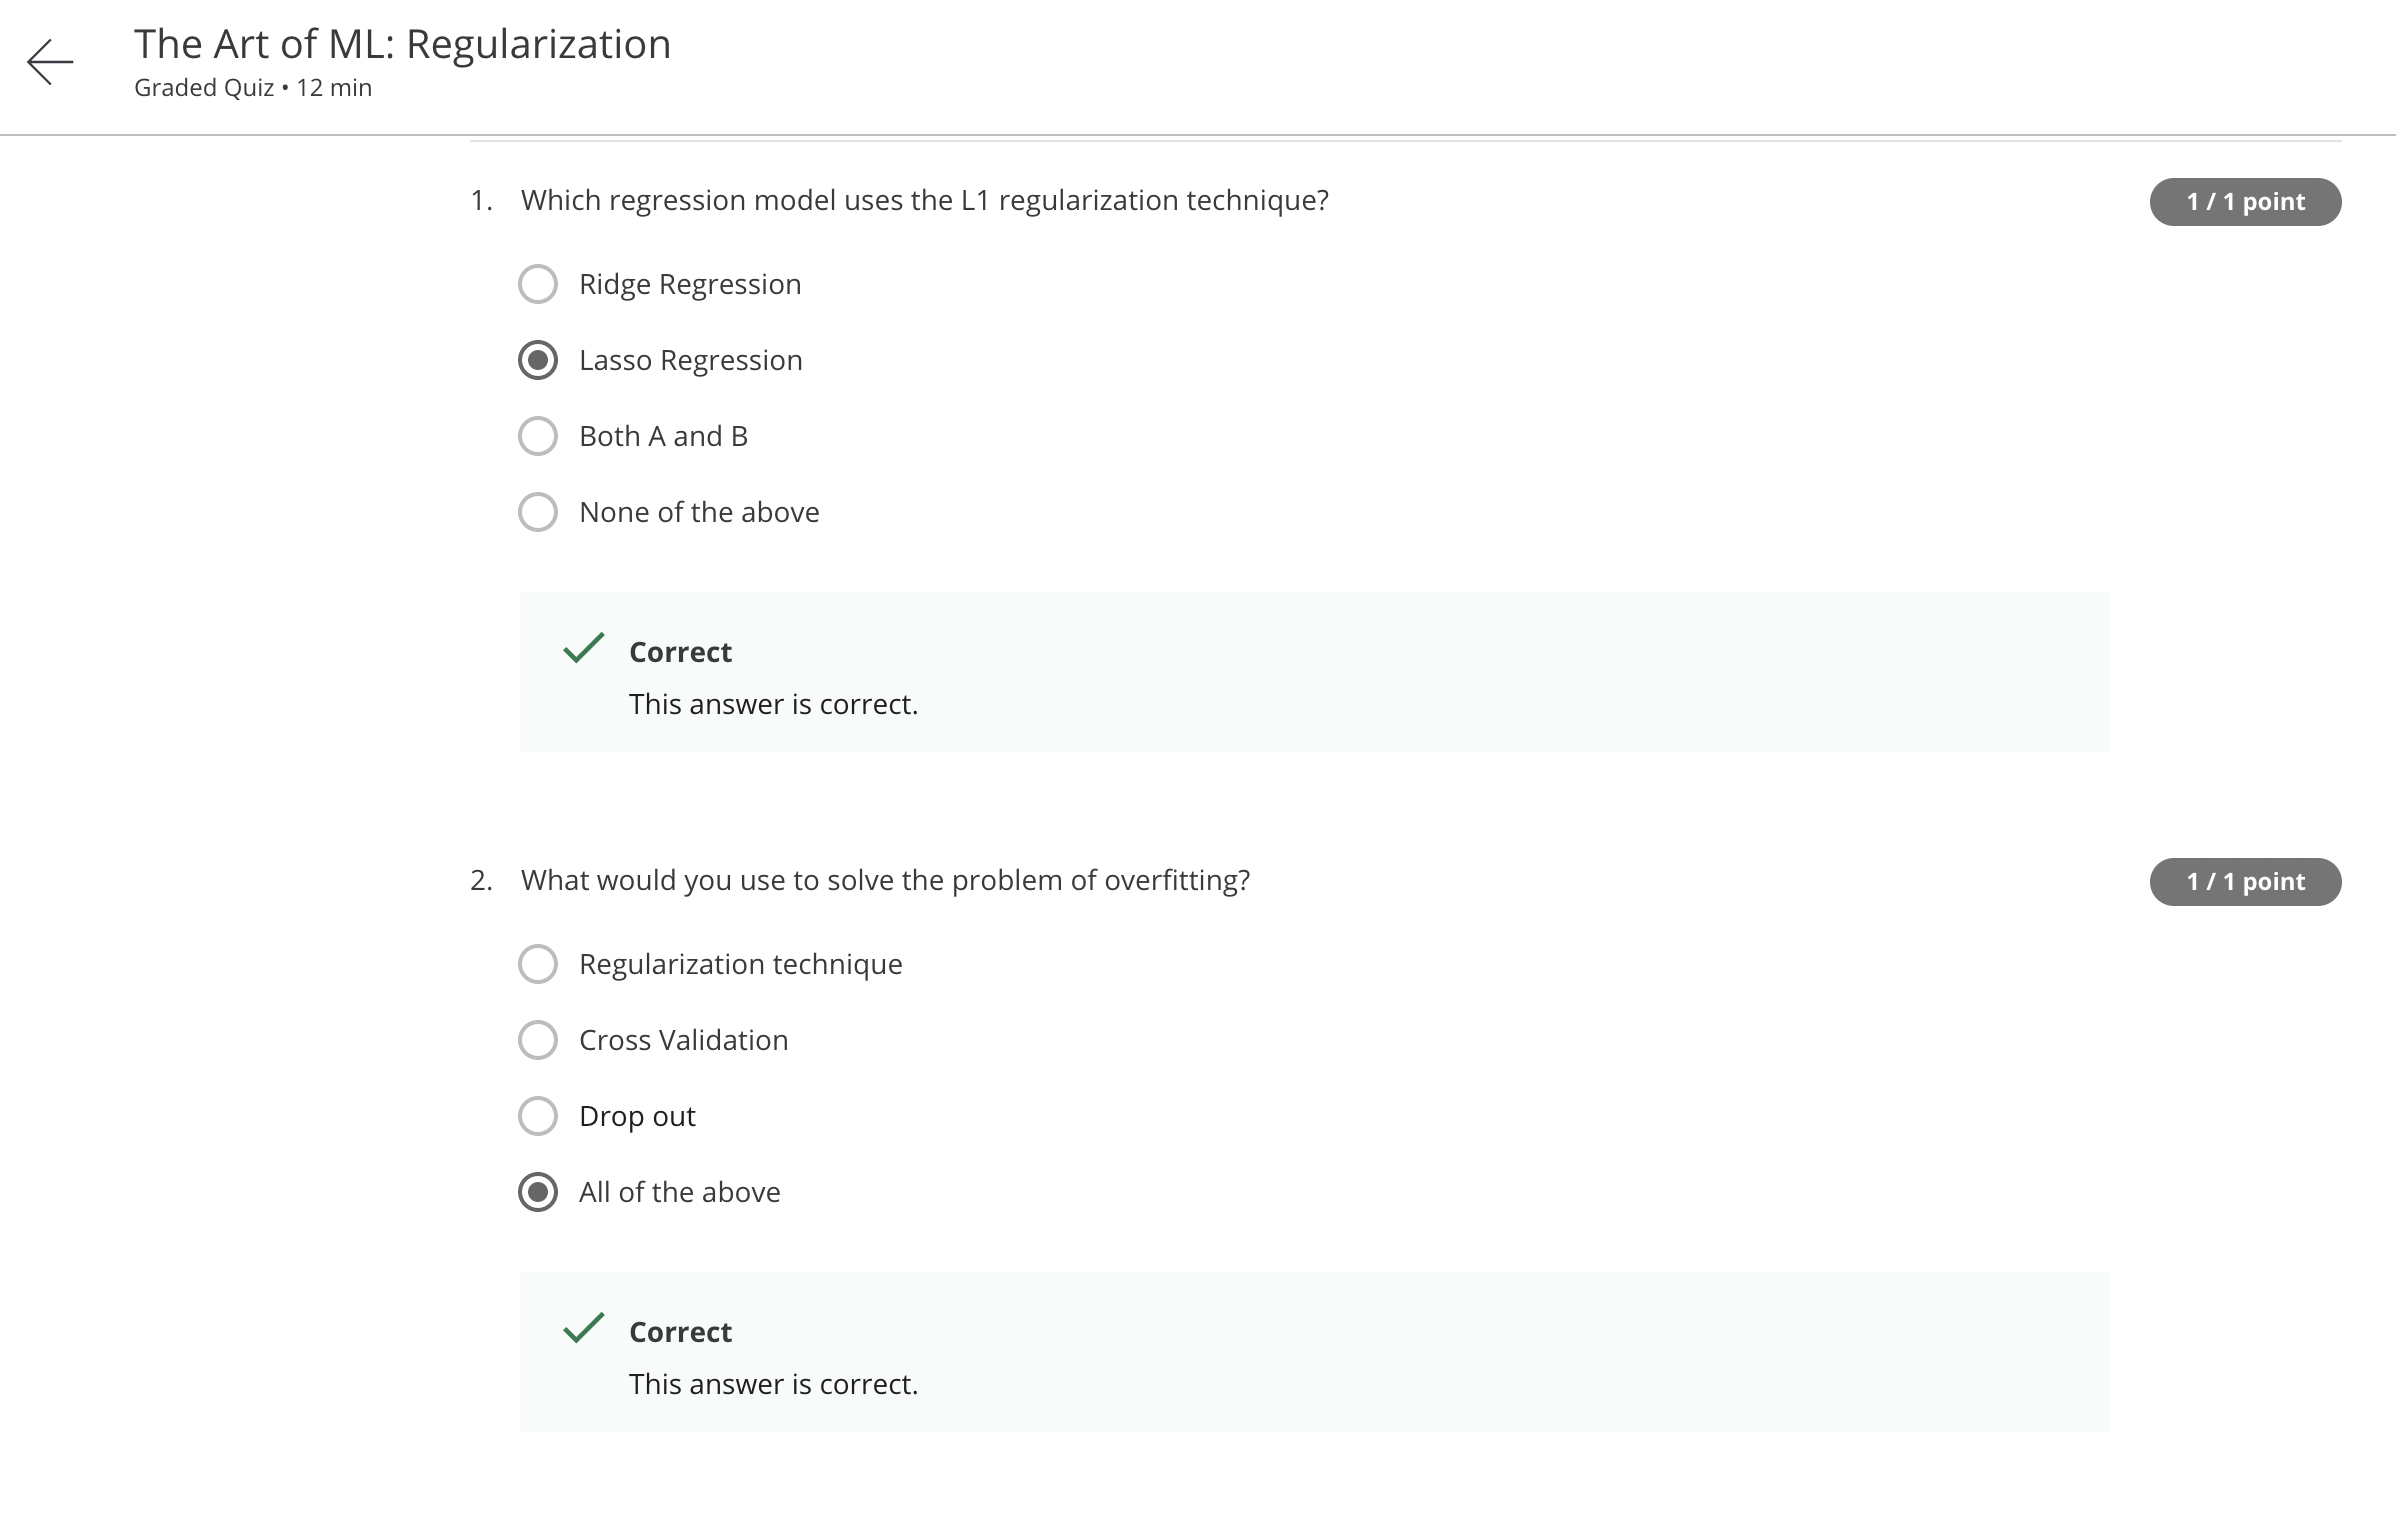 The Art of ML: Regularization
Graded Quiz • 12 min
1. Which regression model uses the L1 regularization technique?
1 / 1 point
Ridge Regression
Lasso Regression
Both A and B
None of the above
Correct
This answer is correct.
2. What would you use to solve the problem of overfitting?
1 / 1 point
Regularization technique
Cross Validation
Drop out
All of the above
Correct
This answer is correct.